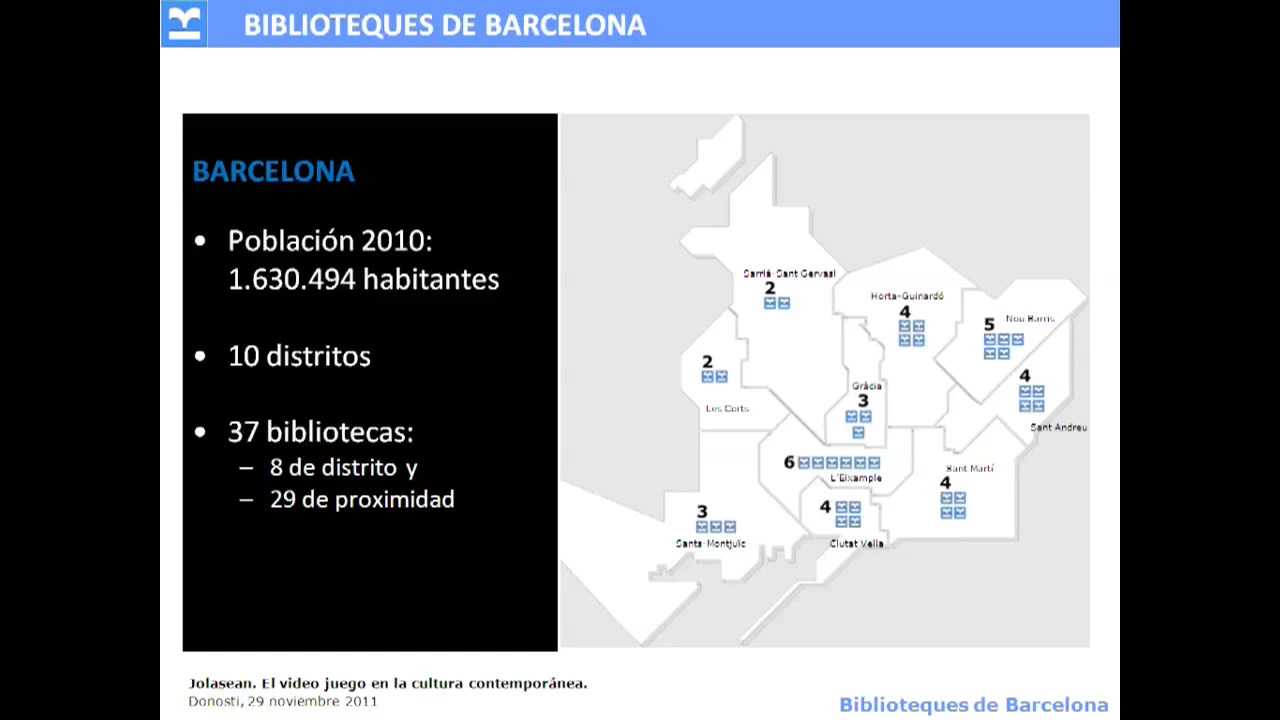 BIBLIOTEQUES DE BARCELONA
BARCELONA
• Población 2010:
1.630.494 habitantes
• 10 distritos
• 37 bibliotecas:
– 8 de distrito y
– 29 de proximidad
Sarrià-Sant Gervasi
2
Horta-Guinardó
4
Nou Barris
5
2
Les Corts
Gràcia
3
4
Sant Andreu
6
L'Eixample
Sant Martí
4
3
Sants-Montjuïc
4
Ciutat Vella
Jolasean. El video juego en la cultura contemporánea.
Donosti, 29 noviembre 2011
Biblioteques de Barcelona